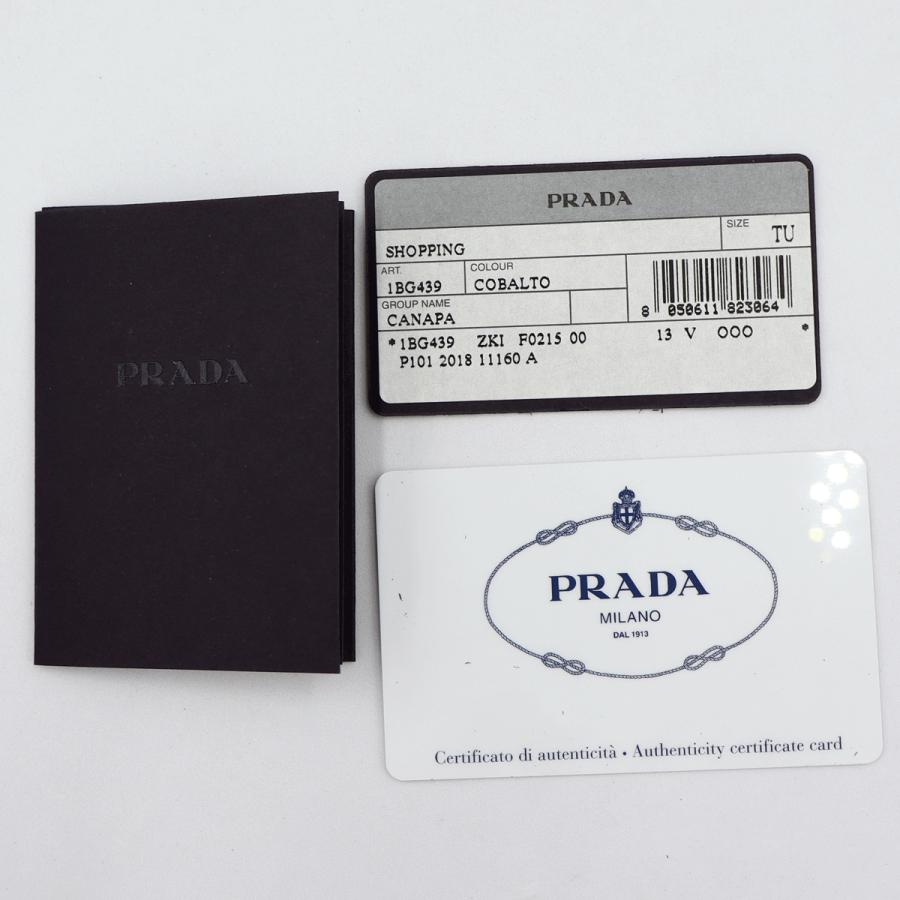 PRADA
PRADA
SIZE
TU
SHOPPING
ART.
1BG439
COLOUR
COBALTO
GROUP NAME
CANAPA
8 050611 823064
*1BG439 ZKI F0215 00 13 V OOO *
P101 2018 11160 A
PRADA
MILANO
DAL 1913
Certificato di autenticità • Authenticity certificate card